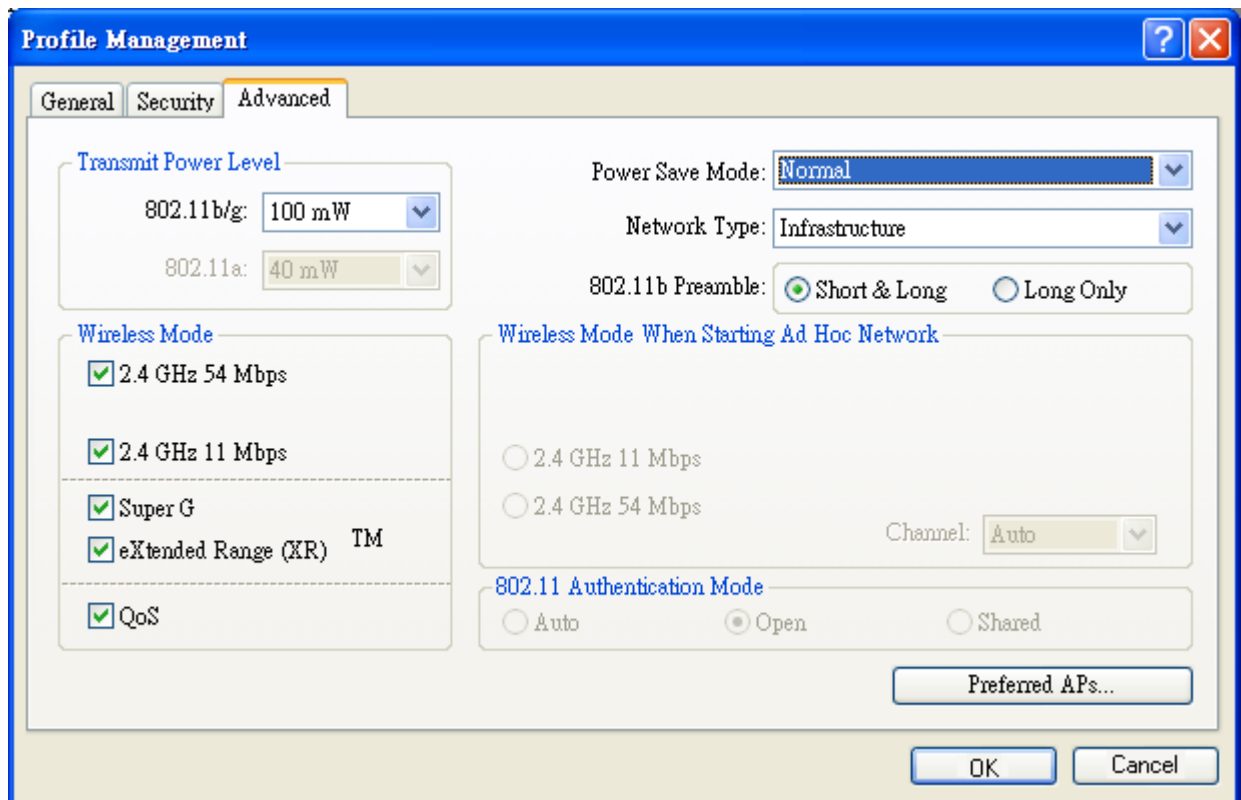 Profile Management
General
Security
Advanced
Transmit Power Level
802.11b/g: 100 mW
802.11a: 40 mW
Power Save Mode: Normal
Network Type: Infrastructure
802.11b Preamble: Short & Long Long Only
Wireless Mode
2.4 GHz 54 Mbps
2.4 GHz 11 Mbps
Super G
eXtended Range (XR) TM
QoS
Wireless Mode When Starting Ad Hoc Network
2.4 GHz 11 Mbps
2.4 GHz 54 Mbps
Channel: Auto
802.11 Authentication Mode
Auto Open Shared
Preferred APs...
OK Cancel